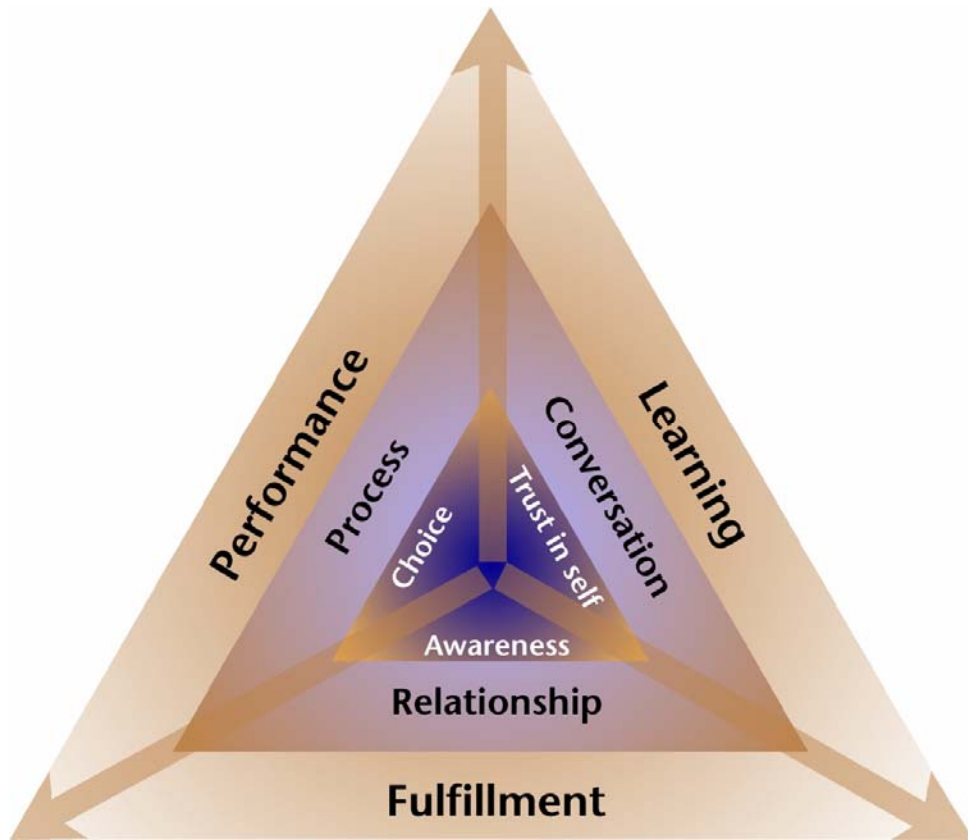 Performance
Learning
Process
Conversation
Choice
Trust in self
Awareness
Relationship
Fulfillment